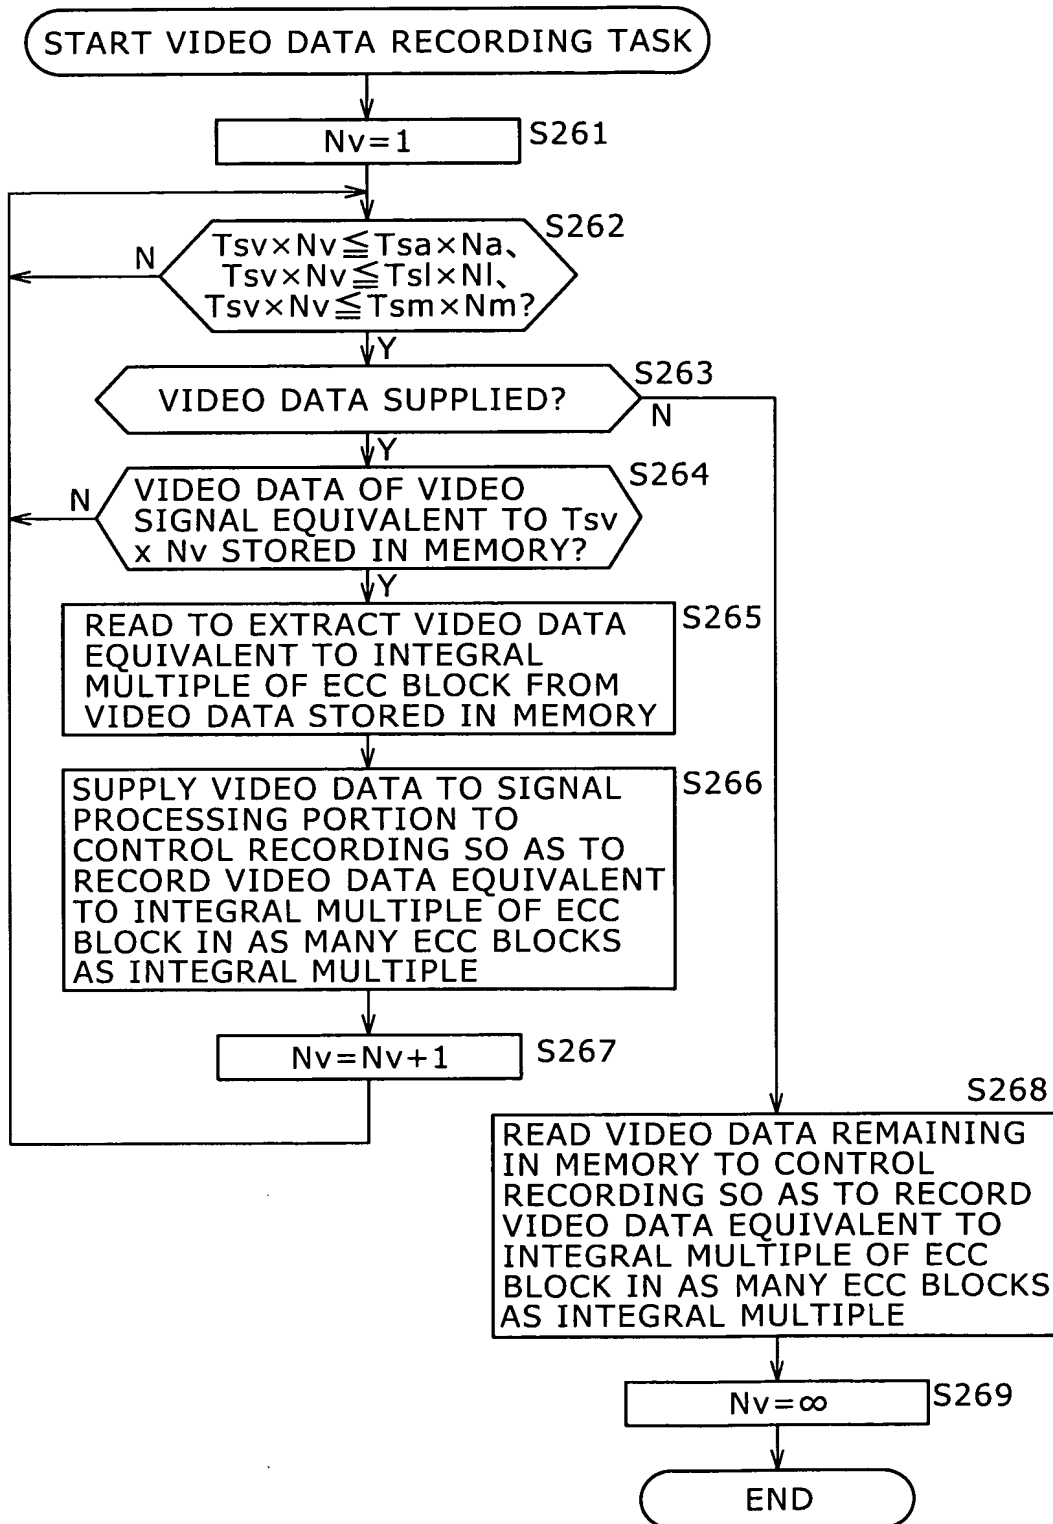 START VIDEO DATA RECORDING TASK
Nv=1
S261
S262
Tsv×Nv≦Tsa×Na、
Tsv×Nv≦Tsl×Nl、
Tsv×Nv≦Tsm×Nm?
N
Y
S263
VIDEO DATA SUPPLIED?
N
Y
S264
N
VIDEO DATA OF VIDEO
SIGNAL EQUIVALENT TO Tsv
x Nv STORED IN MEMORY?
Y
S265
READ TO EXTRACT VIDEO DATA
EQUIVALENT TO INTEGRAL
MULTIPLE OF ECC BLOCK FROM
VIDEO DATA STORED IN MEMORY
S266
SUPPLY VIDEO DATA TO SIGNAL
PROCESSING PORTION TO
CONTROL RECORDING SO AS TO
RECORD VIDEO DATA EQUIVALENT
TO INTEGRAL MULTIPLE OF ECC
BLOCK IN AS MANY ECC BLOCKS
AS INTEGRAL MULTIPLE
Nv=Nv+1
S267
S268
READ VIDEO DATA REMAINING
IN MEMORY TO CONTROL
RECORDING SO AS TO RECORD
VIDEO DATA EQUIVALENT TO
INTEGRAL MULTIPLE OF ECC
BLOCK IN AS MANY ECC BLOCKS
AS INTEGRAL MULTIPLE
Nv=∞
S269
END